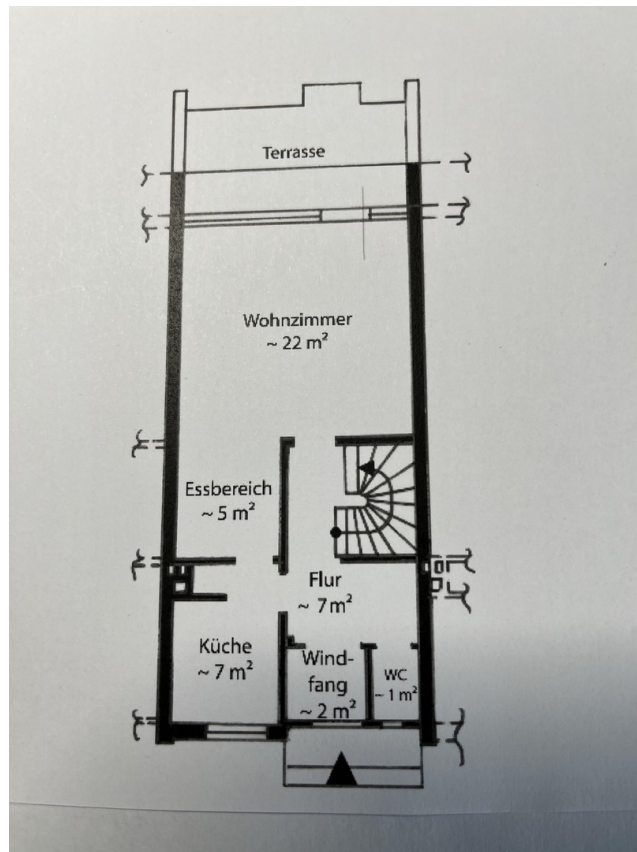 Terrasse
Wohnzimmer
~ 22 m²
Essbereich
~ 5 m²
Flur
~ 7 m²
Küche
~ 7 m²
Wind-
fang
~ 2 m²
WC
~ 1 m²